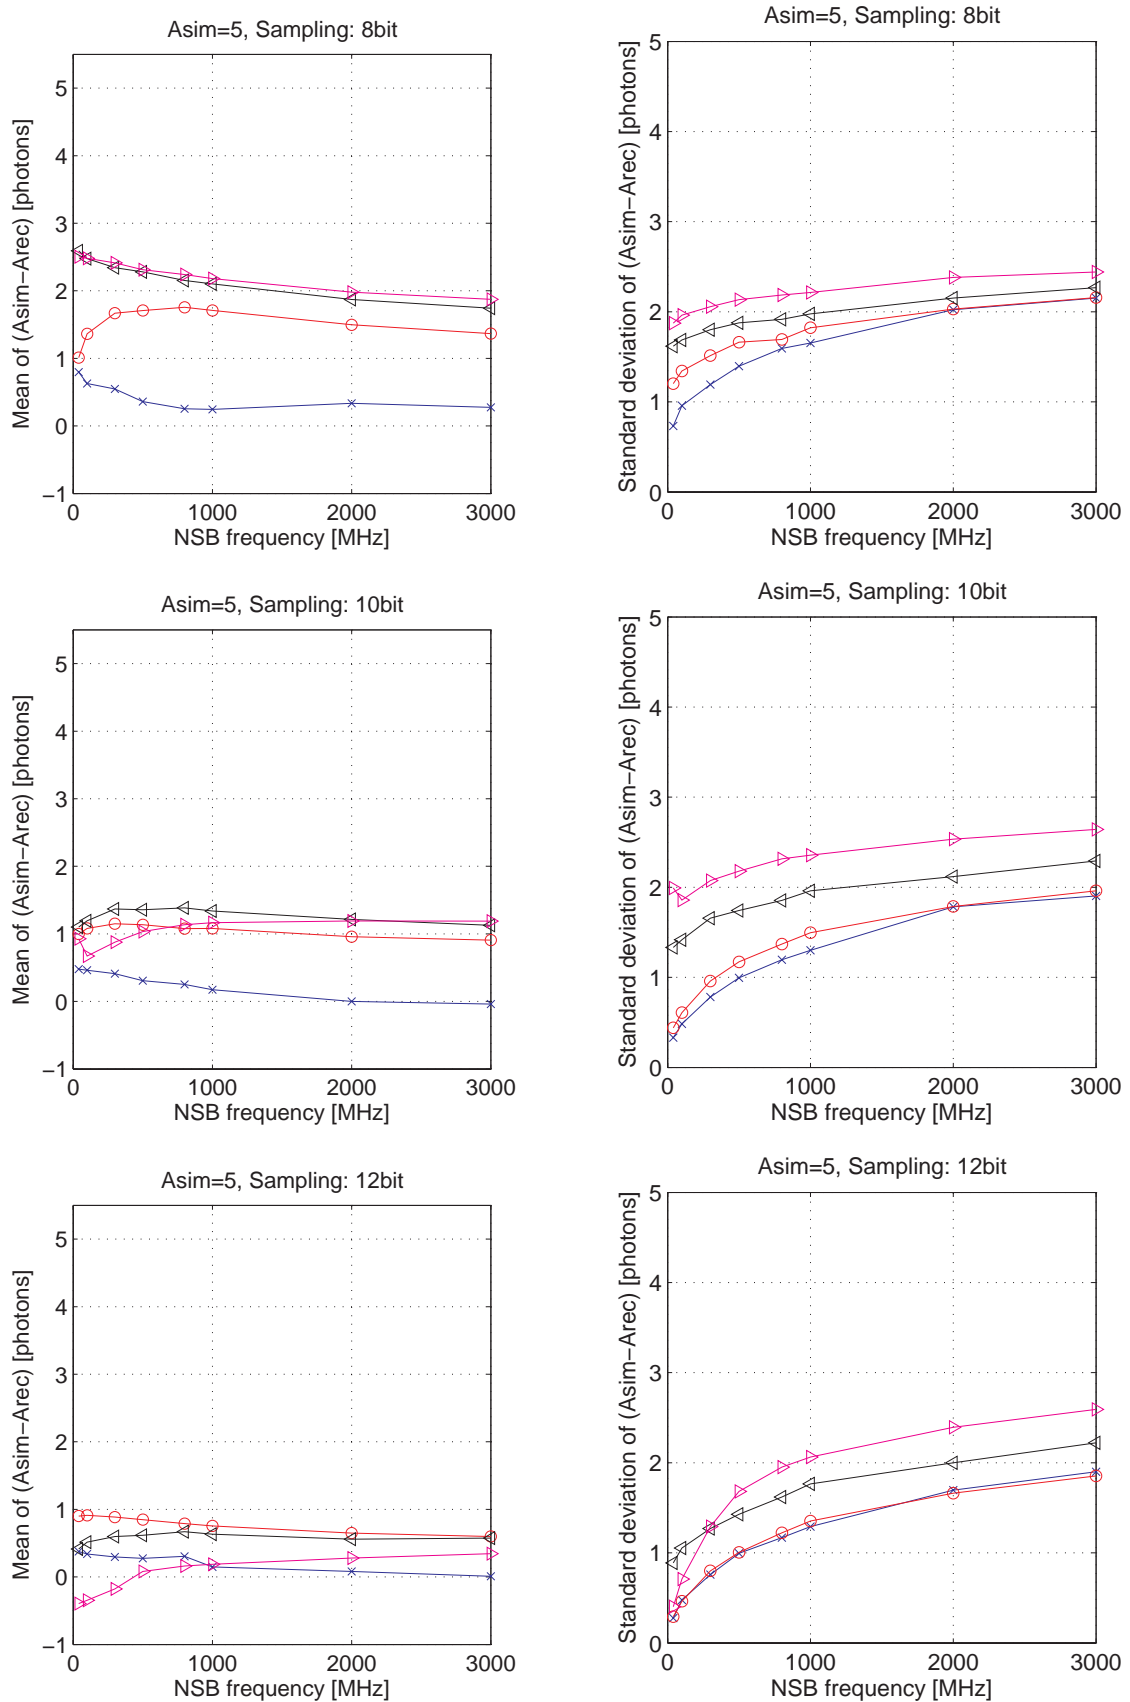 Asim=5, Sampling: 8bit
Mean of (Asim−Arec) [photons]
5
4
3
2
1
0
−1
0 1000 2000 3000
NSB frequency [MHz]
Asim=5, Sampling: 8bit
Standard deviation of (Asim−Arec) [photons]
5
4
3
2
1
0
0 1000 2000 3000
NSB frequency [MHz]
Asim=5, Sampling: 10bit
Mean of (Asim−Arec) [photons]
5
4
3
2
1
0
−1
0 1000 2000 3000
NSB frequency [MHz]
Asim=5, Sampling: 10bit
Standard deviation of (Asim−Arec) [photons]
5
4
3
2
1
0
0 1000 2000 3000
NSB frequency [MHz]
Asim=5, Sampling: 12bit
Mean of (Asim−Arec) [photons]
5
4
3
2
1
0
−1
0 1000 2000 3000
NSB frequency [MHz]
Asim=5, Sampling: 12bit
Standard deviation of (Asim−Arec) [photons]
5
4
3
2
1
0
0 1000 2000 3000
NSB frequency [MHz]